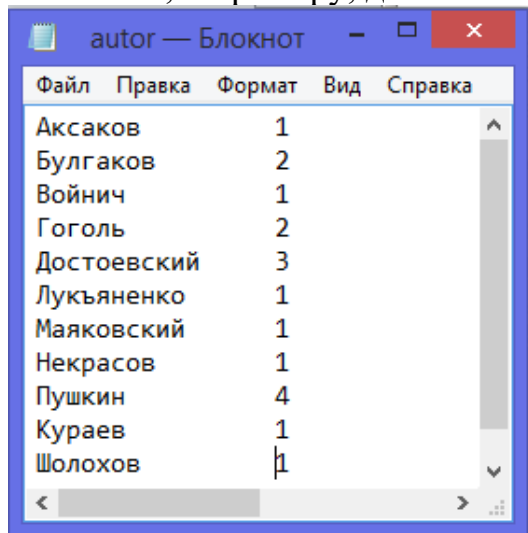 autor — Блокнот
Файл Правка Формат Вид Справка
Аксаков 1
Булгаков 2
Войнич 1
Гоголь 2
Достоевский 3
Лукъяненко 1
Маяковский 1
Некрасов 1
Пушкин 4
Кураев 1
Шолохов 1